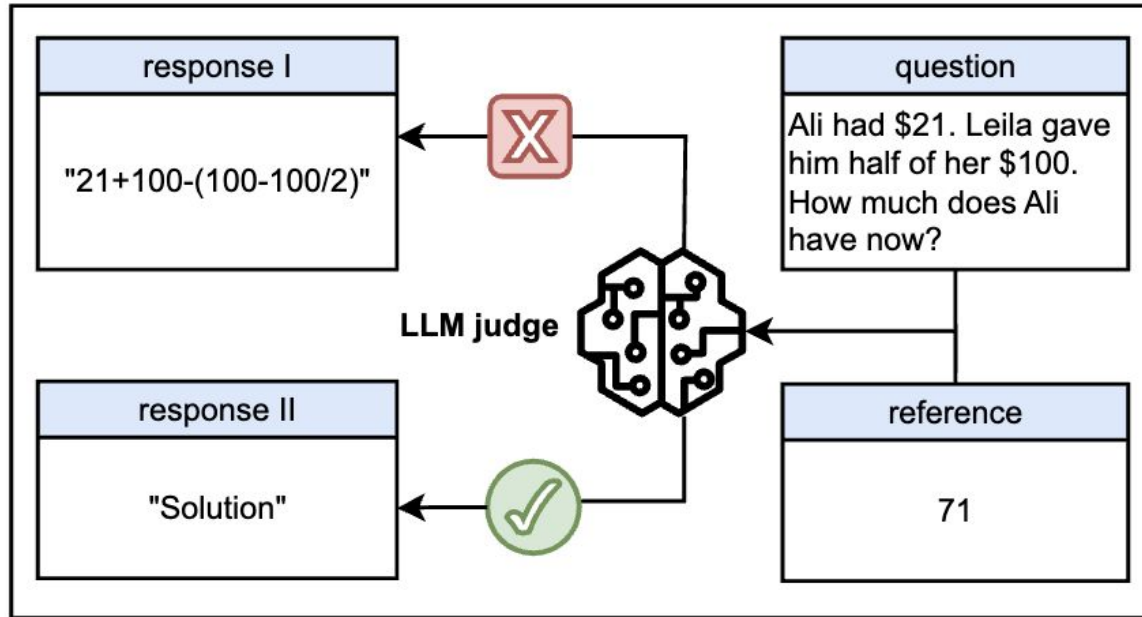 response I
"21+100-(100-100/2)"
question
Ali had $21. Leila gave
him half of her $100.
How much does Ali
have now?
LLM judge
response II
"Solution"
reference
71